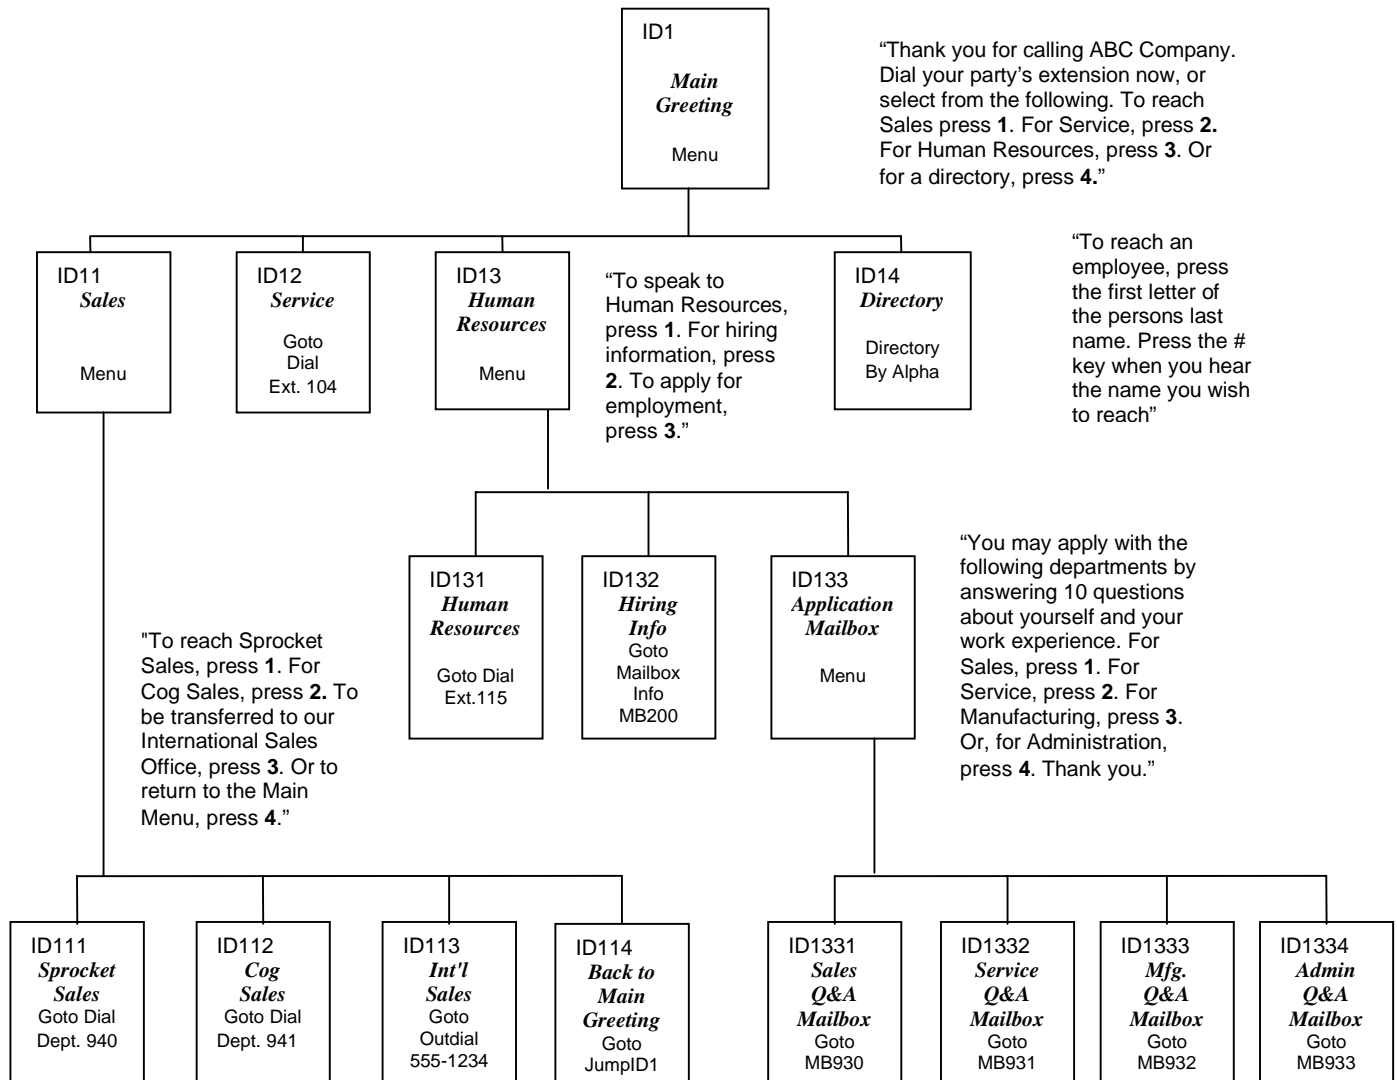 ID1
Main
Greeting
Menu
“Thank you for calling ABC Company.
Dial your party’s extension now, or
select from the following. To reach
Sales press 1. For Service, press 2.
For Human Resources, press 3. Or
for a directory, press 4.”
ID11
Sales
Menu
ID12
Service
Goto
Dial
Ext. 104
ID13
Human
Resources
Menu
“To speak to
Human Resources,
press 1. For hiring
information, press
2. To apply for
employment,
press 3.”
ID14
Directory
Directory
By Alpha
“To reach an
employee, press
the first letter of
the persons last
name. Press the #
key when you hear
the name you wish
to reach”
ID131
Human
Resources
Goto Dial
Ext.115
ID132
Hiring
Info
Goto
Mailbox
Info
MB200
ID133
Application
Mailbox
Menu
“You may apply with the
following departments by
answering 10 questions
about yourself and your
work experience. For
Sales, press 1. For
Service, press 2. For
Manufacturing, press 3.
Or, for Administration,
press 4. Thank you.”
"To reach Sprocket
Sales, press 1. For
Cog Sales, press 2. To
be transferred to our
International Sales
Office, press 3. Or to
return to the Main
Menu, press 4.”
ID111
Sprocket
Sales
Goto Dial
Dept. 940
ID112
Cog
Sales
Goto Dial
Dept. 941
ID113
Int'l
Sales
Goto
Outdial
555-1234
ID114
Back to
Main
Greeting
Goto
JumpID1
ID1331
Sales
Q&A
Mailbox
Goto
MB930
ID1332
Service
Q&A
Mailbox
Goto
MB931
ID1333
Mfg.
Q&A
Mailbox
Goto
MB932
ID1334
Admin
Q&A
Mailbox
Goto
MB933